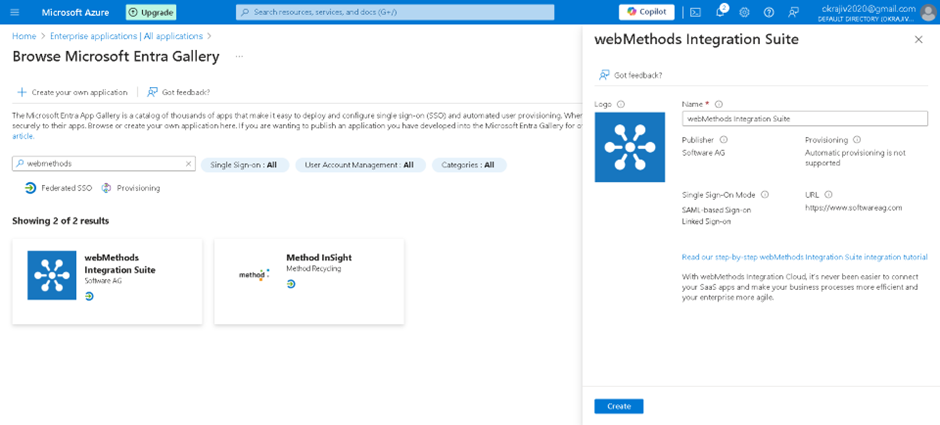 Microsoft Azure
Upgrade
Search resources, services, and docs (G+/)
Copilot
2
okrajiv2020@gmail.com
DEFAULT DIRECTORY (OKRAJIV...
Home > Enterprise applications | All applications >
Browse Microsoft Entra Gallery ...
Create your own application
Got feedback?
The Microsoft Entra App Gallery is a catalog of thousands of apps that make it easy to deploy and configure single sign-on (SSO) and automated user provisioning. When
securely to their apps. Browse or create your own application here. If you are wanting to publish an application you have developed into the Microsoft Entra Gallery for
article.
webmethods
Single Sign-on : All
User Account Management : All
Categories : All
Federated SSO
Provisioning
Showing 2 of 2 results
webMethods
Integration Suite
Software AG
method
Method InSight
Method Recycling
webMethods Integration Suite
Got feedback?
Logo
Name *
webMethods Integration Suite
Publisher
Software AG
Provisioning
Automatic provisioning is not
supported
Single Sign-On Mode
SAML-based Sign-on
Linked Sign-on
URL
https://www.softwareag.com
Read our step-by-step webMethods Integration Suite integration tutorial
With webMethods Integration Cloud, it's never been easier to connect
your SaaS apps and make your business processes more efficient and
your enterprise more agile.
Create